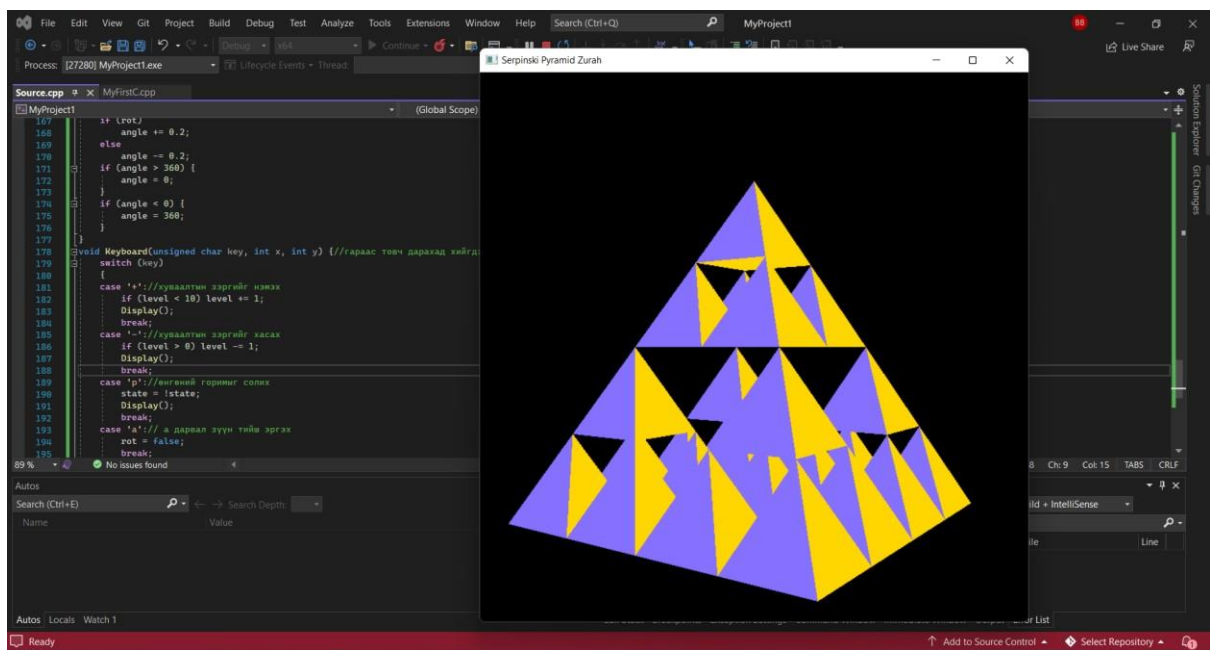 File Edit View Git Project Build Debug Test Analyze Tools Extensions Window Help Search (Ctrl+Q) MyProject1 BB
Debug x64 Continue Live Share
Process: [27280] MyProject1.exe Lifecycle Events Thread:
Serpinski Pyramid Zurah
Source.cpp MyFirstC.cpp
MyProject1 (Global Scope)
167 if (rot)
168 angle += 0.2;
169 else
170 angle -= 0.2;
171 if (angle > 360) {
172 angle = 0;
173 }
174 if (angle < 0) {
175 angle = 360;
176 }
177 }
178 void Keyboard(unsigned char key, int x, int y) {//гараас товч дарахад
179 switch (key)
180 {
181 case '+'://хуваалтын зэргийг нэмэх
182 if (level < 10) level += 1;
183 Display();
184 break;
185 case '-'://хуваалтын зэргийг хасах
186 if (level > 0) level -= 1;
187 Display();
188 break;
189 case 'p'://өнгөний горимыг солих
190 state = !state;
191 Display();
192 break;
193 case 'a':// a дарвал зүүн тийш эргэх
194 rot = false;
195 break;
89 % No issues found Ch: 9 Col: 15 TABS CRLF
Solution Explorer
Git Changes
Autos
Search (Ctrl+E) Search Depth: + IntelliSense
Name Value Line
Autos Locals Watch 1 Error List
Ready Add to Source Control Select Repository